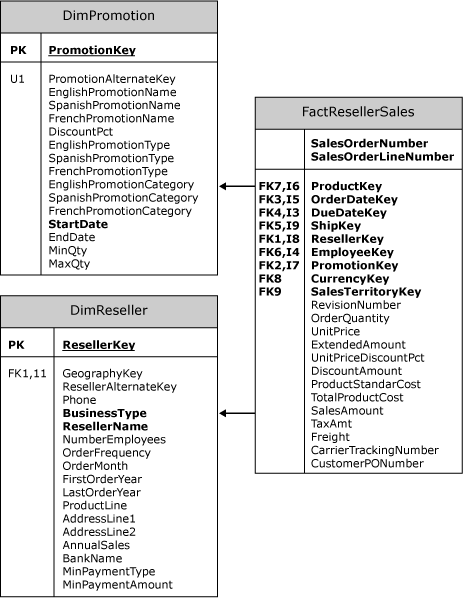 DimPromotion
PK PromotionKey
U1 PromotionAlternateKey
EnglishPromotionName
SpanishPromotionName
FrenchPromotionName
DiscountPct
EnglishPromotionType
SpanishPromotionType
FrenchPromotionType
EnglishPromotionCategory
SpanishPromotionCategory
FrenchPromotionCategory
StartDate
EndDate
MinQty
MaxQty
DimReseller
PK ResellerKey
FK1,11 GeographyKey
ResellerAlternateKey
Phone
BusinessType
ResellerName
NumberEmployees
OrderFrequency
OrderMonth
FirstOrderYear
LastOrderYear
ProductLine
AddressLine1
AddressLine2
AnnualSales
BankName
MinPaymentType
MinPaymentAmount
FactResellerSales
SalesOrderNumber
SalesOrderLineNumber
FK7,I6 ProductKey
FK3,I5 OrderDateKey
FK4,I3 DueDateKey
FK5,I9 ShipKey
FK1,I8 ResellerKey
FK6,I4 EmployeeKey
FK2,I7 PromotionKey
FK8 CurrencyKey
FK9 SalesTerritoryKey
RevisionNumber
OrderQuantity
UnitPrice
ExtendedAmount
UnitPriceDiscountPct
DiscountAmount
ProductStandarCost
TotalProductCost
SalesAmount
TaxAmt
Freight
CarrierTrackingNumber
CustomerPONumber